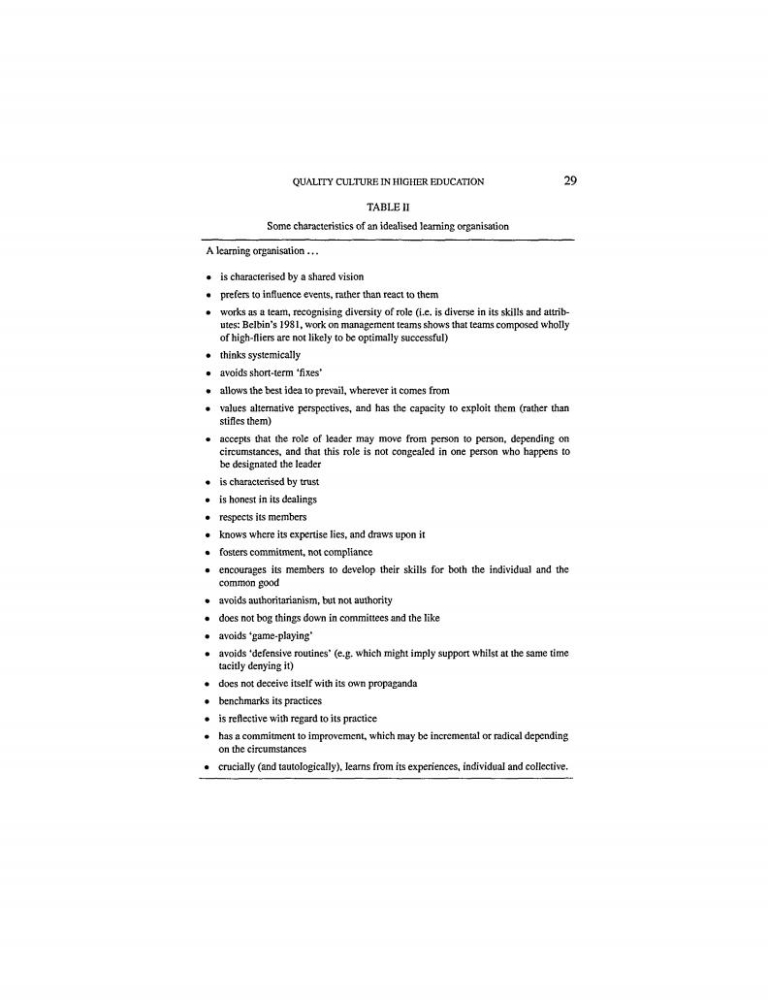 QUALITY CULTURE IN HIGHER EDUCATION 29
TABLE II
Some characteristics of an idealised learning organisation
A learning organisation ...
• is characterised by a shared vision
• prefers to influence events, rather than react to them
• works as a team, recognising diversity of role (i.e. is diverse in its skills and attrib-
utes: Belbin's 1981, work on management teams shows that teams composed wholly
of high-fliers are not likely to be optimally successful)
• thinks systemically
• avoids short-term ‘fixes’
• allows the best idea to prevail, wherever it comes from
• values alternative perspectives, and has the capacity to exploit them (rather than
stifles them)
• accepts that the role of leader may move from person to person, depending on
circumstances, and that this role is not congealed in one person who happens to
be designated the leader
• is characterised by trust
• is honest in its dealings
• respects its members
• knows where its expertise lies, and draws upon it
• fosters commitment, not compliance
• encourages its members to develop their skills for both the individual and the
common good
• avoids authoritarianism, but not authority
• does not bog things down in committees and the like
• avoids ‘game-playing’
• avoids ‘defensive routines’ (e.g. which might imply support whilst at the same time
tacitly denying it)
• does not deceive itself with its own propaganda
• benchmarks its practices
• is reflective with regard to its practice
• has a commitment to improvement, which may be incremental or radical depending
on the circumstances
• crucially (and tautologically), learns from its experiences, individual and collective.